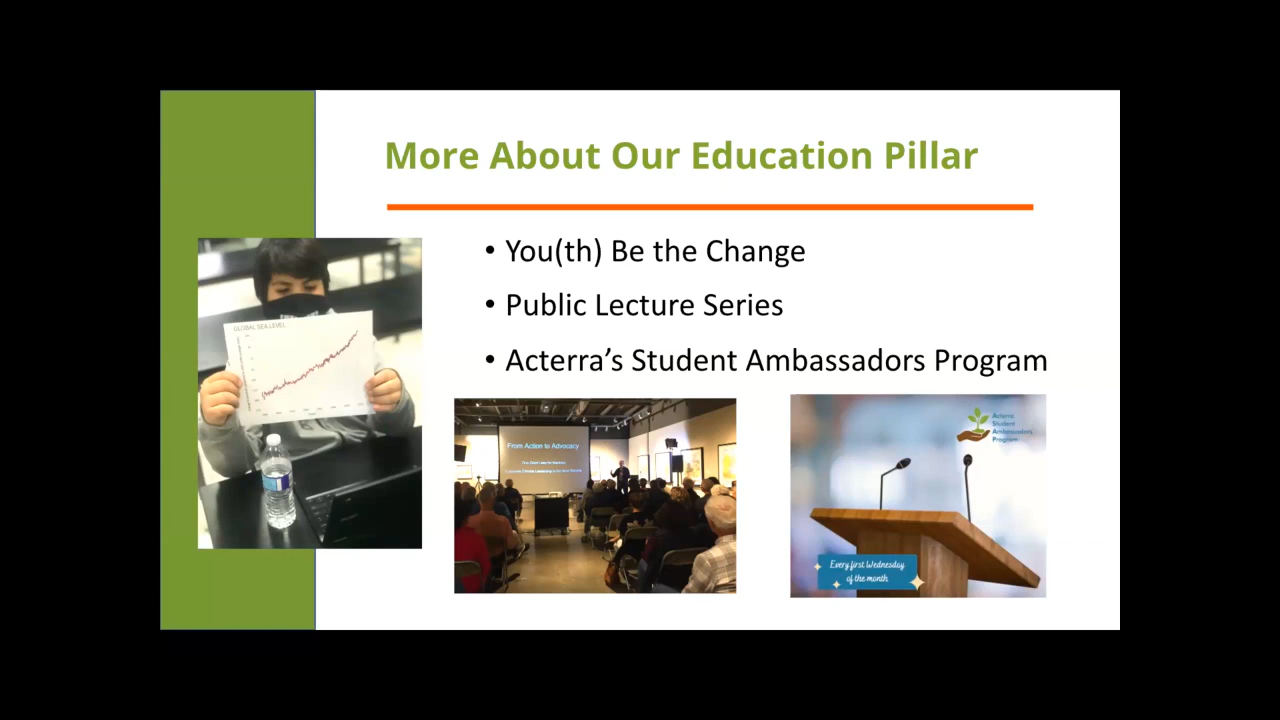 More About Our Education Pillar
• You(th) Be the Change
• Public Lecture Series
• Acterra’s Student Ambassadors Program
GLOBAL SEA LEVEL
From Action to Advocacy
Acterra
Student
Ambassadors
Program
Every first Wednesday
of the month